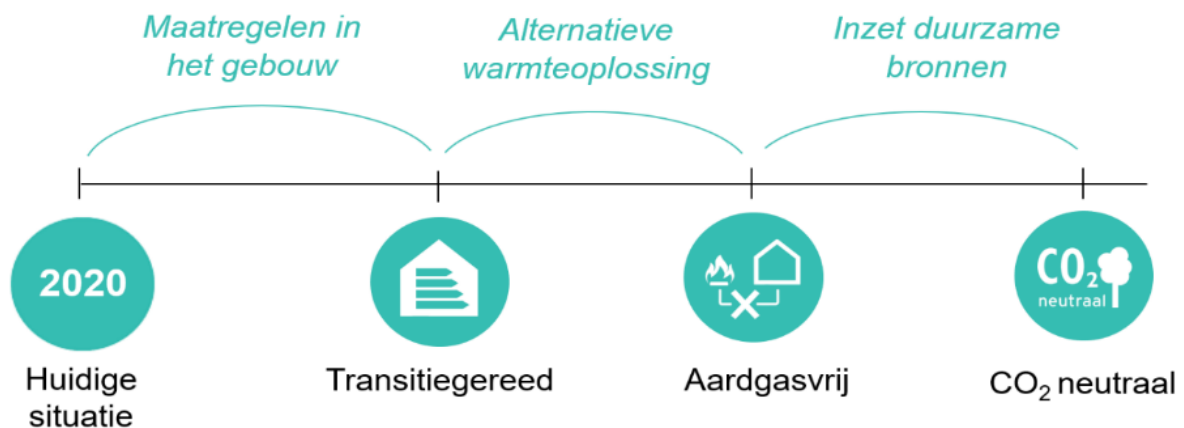 Maatregelen in
het gebouw
Alternatieve
warmteoplossing
Inzet duurzame
bronnen
2020
CO₂
neutraal
Huidige
situatie
Transitiegereed
Aardgasvrij
CO₂ neutraal